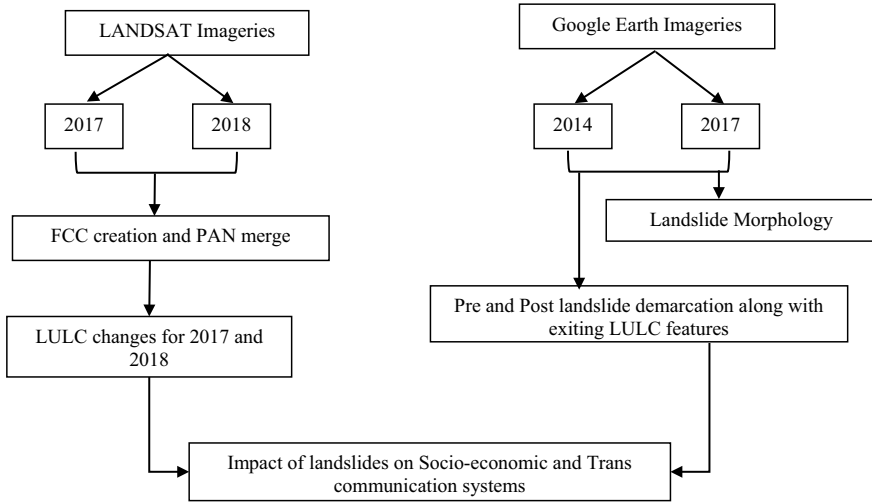 LANDSAT Imageries
Google Earth Imageries
2017
2018
2014
2017
Landslide Morphology
FCC creation and PAN merge
Pre and Post landslide demarcation along with
exiting LULC features
LULC changes for 2017 and
2018
Impact of landslides on Socio-economic and Trans
communication systems